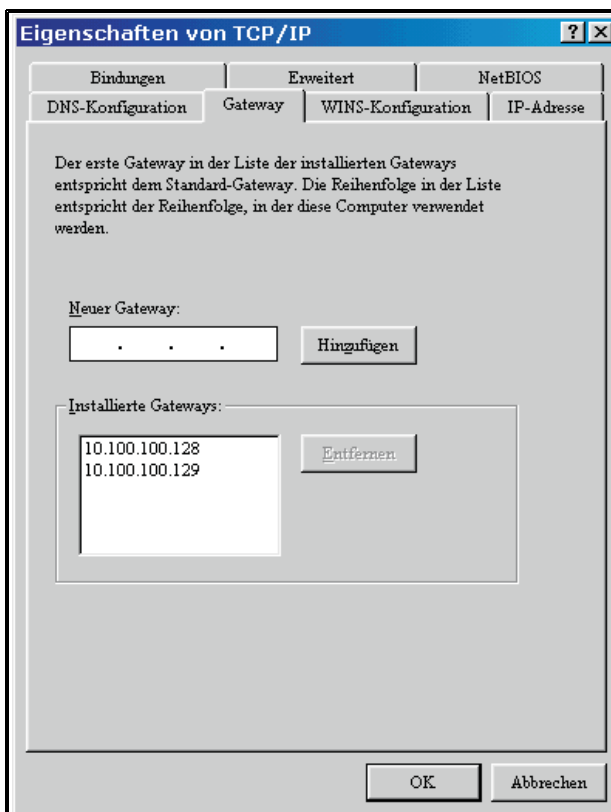 Eigenschaften von TCP/IP
Bindungen
Erweitert
NetBIOS
DNS-Konfiguration
Gateway
WINS-Konfiguration
IP-Adresse
Der erste Gateway in der Liste der installierten Gateways
entspricht dem Standard-Gateway. Die Reihenfolge in der Liste
entspricht der Reihenfolge, in der diese Computer verwendet
werden.
Neuer Gateway:
. . .
Hinzufügen
Installierte Gateways:
10.100.100.128
10.100.100.129
Entfernen
OK
Abbrechen